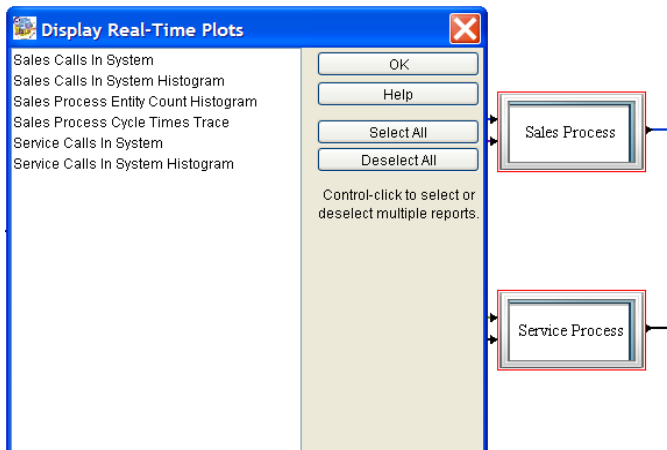 Display Real-Time Plots
Sales Calls In System
Sales Calls In System Histogram
Sales Process Entity Count Histogram
Sales Process Cycle Times Trace
Service Calls In System
Service Calls In System Histogram
OK
Help
Select All
Deselect All
Control-click to select or
deselect multiple reports.
Sales Process
Service Process